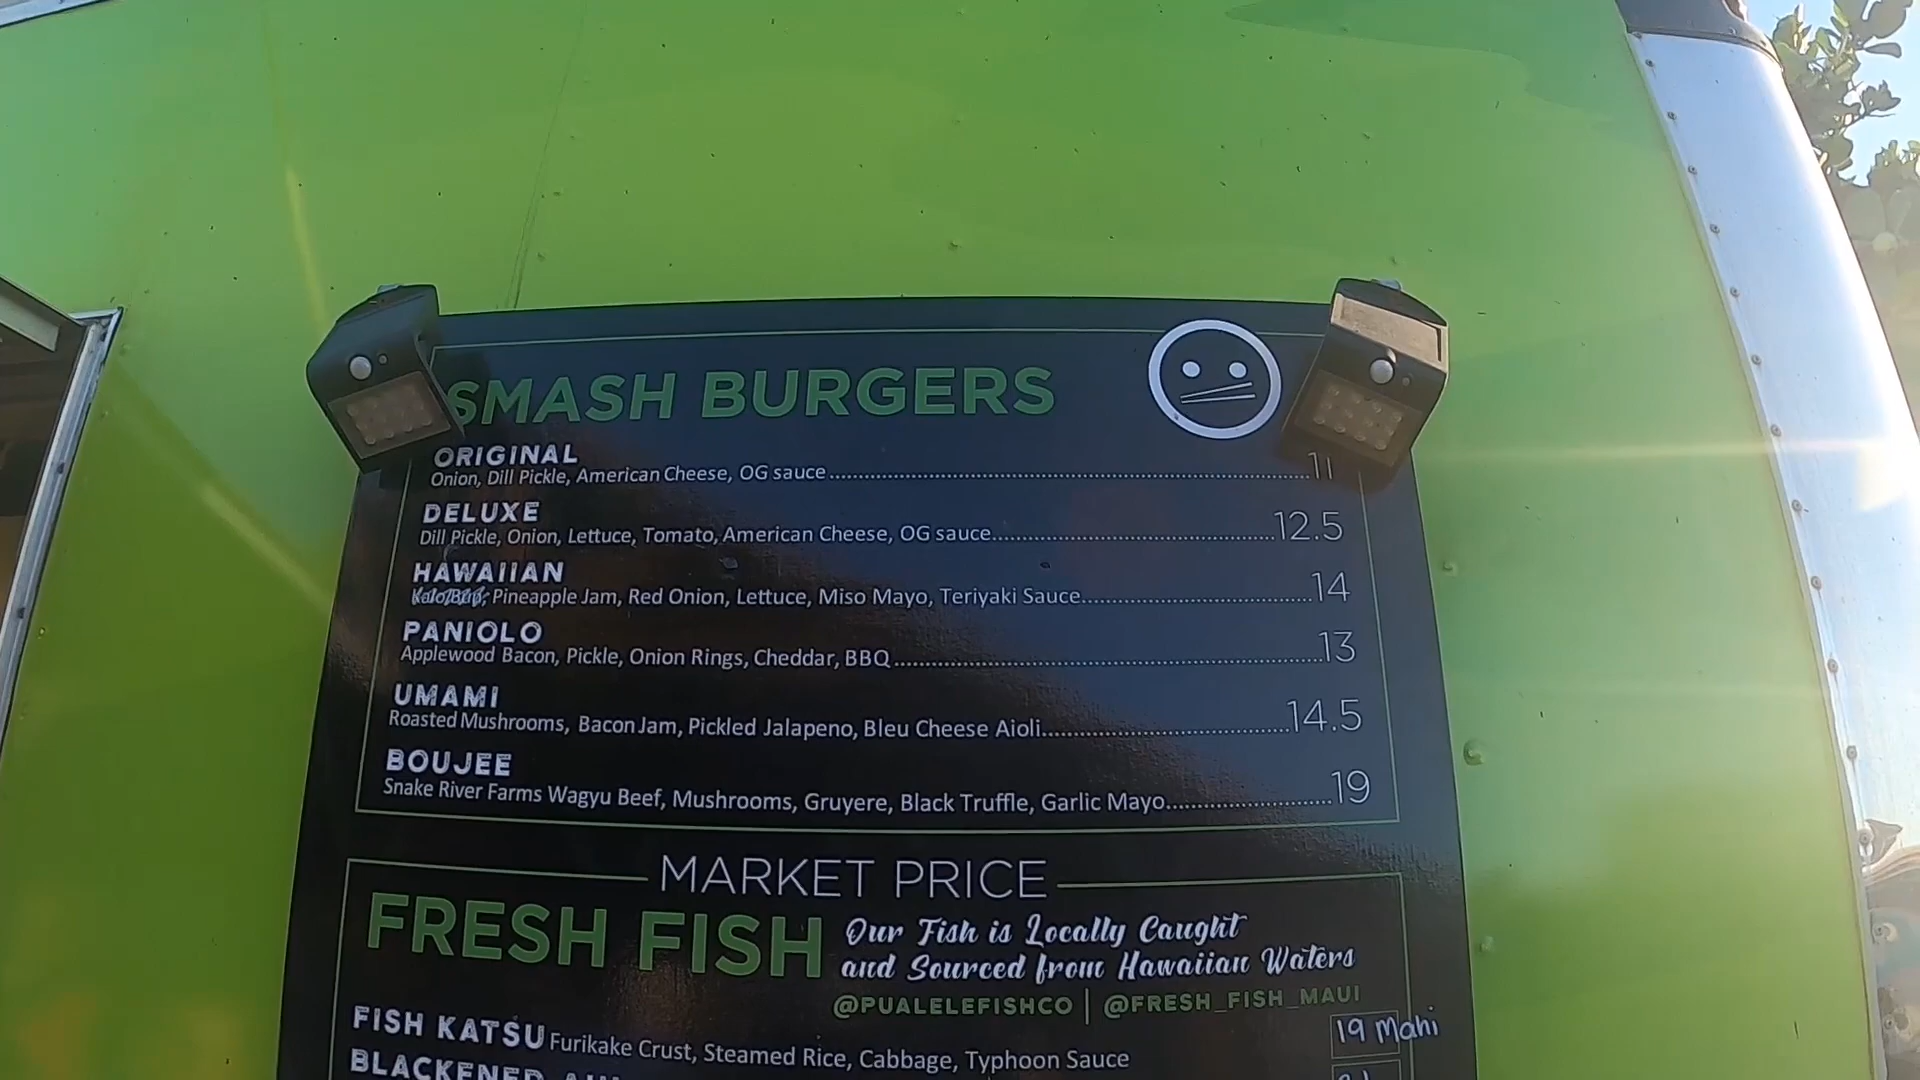 SMASH BURGERS
ORIGINAL
Onion, Dill Pickle, American Cheese, OG sauce 11
DELUXE
Dill Pickle, Onion, Lettuce, Tomato, American Cheese, OG sauce 12.5
HAWAIIAN
Pineapple Jam, Red Onion, Lettuce, Miso Mayo, Teriyaki Sauce 14
PANIOLO
Applewood Bacon, Pickle, Onion Rings, Cheddar, BBQ 13
UMAMI
Roasted Mushrooms, Bacon Jam, Pickled Jalapeno, Bleu Cheese Aioli 14.5
BOUJEE
Snake River Farms Wagyu Beef, Mushrooms, Gruyere, Black Truffle, Garlic Mayo 19
MARKET PRICE
FRESH FISH
Our Fish is Locally Caught
and Sourced from Hawaiian Waters
@PUALELEFISHCO | @FRESH_FISH_MAUI
FISH KATSU Furikake Crust, Steamed Rice, Cabbage, Typhoon Sauce 19 Mahi
BLACKENED